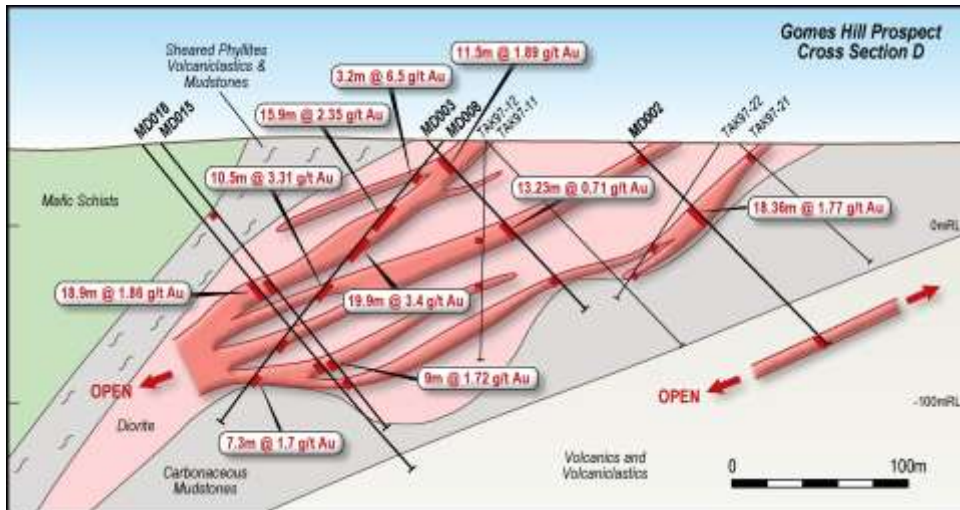 Gomes Hill Prospect
Cross Section D
Sheared Phyllites
Volcaniclastics &
Mudstones
11.5m @ 1.89 g/t Au
3.2m @ 6.5 g/t Au
15.9m @ 2.35 g/t Au
MD016
MD015
MD003
MD008
TAK97-12
TAK97-11
MD002
TAK97-22
TAK97-21
10.5m @ 3.31 g/t Au
13.23m @ 0.71 g/t Au
Mafic Schists
18.36m @ 1.77 g/t Au
0mRL
18.9m @ 1.86 g/t Au
19.9m @ 3.4 g/t Au
OPEN
9m @ 1.72 g/t Au
OPEN
-100mRL
Diorite
7.3m @ 1.7 g/t Au
Carbonaceous
Mudstones
Volcanics and
Volcaniclastics
0
100m